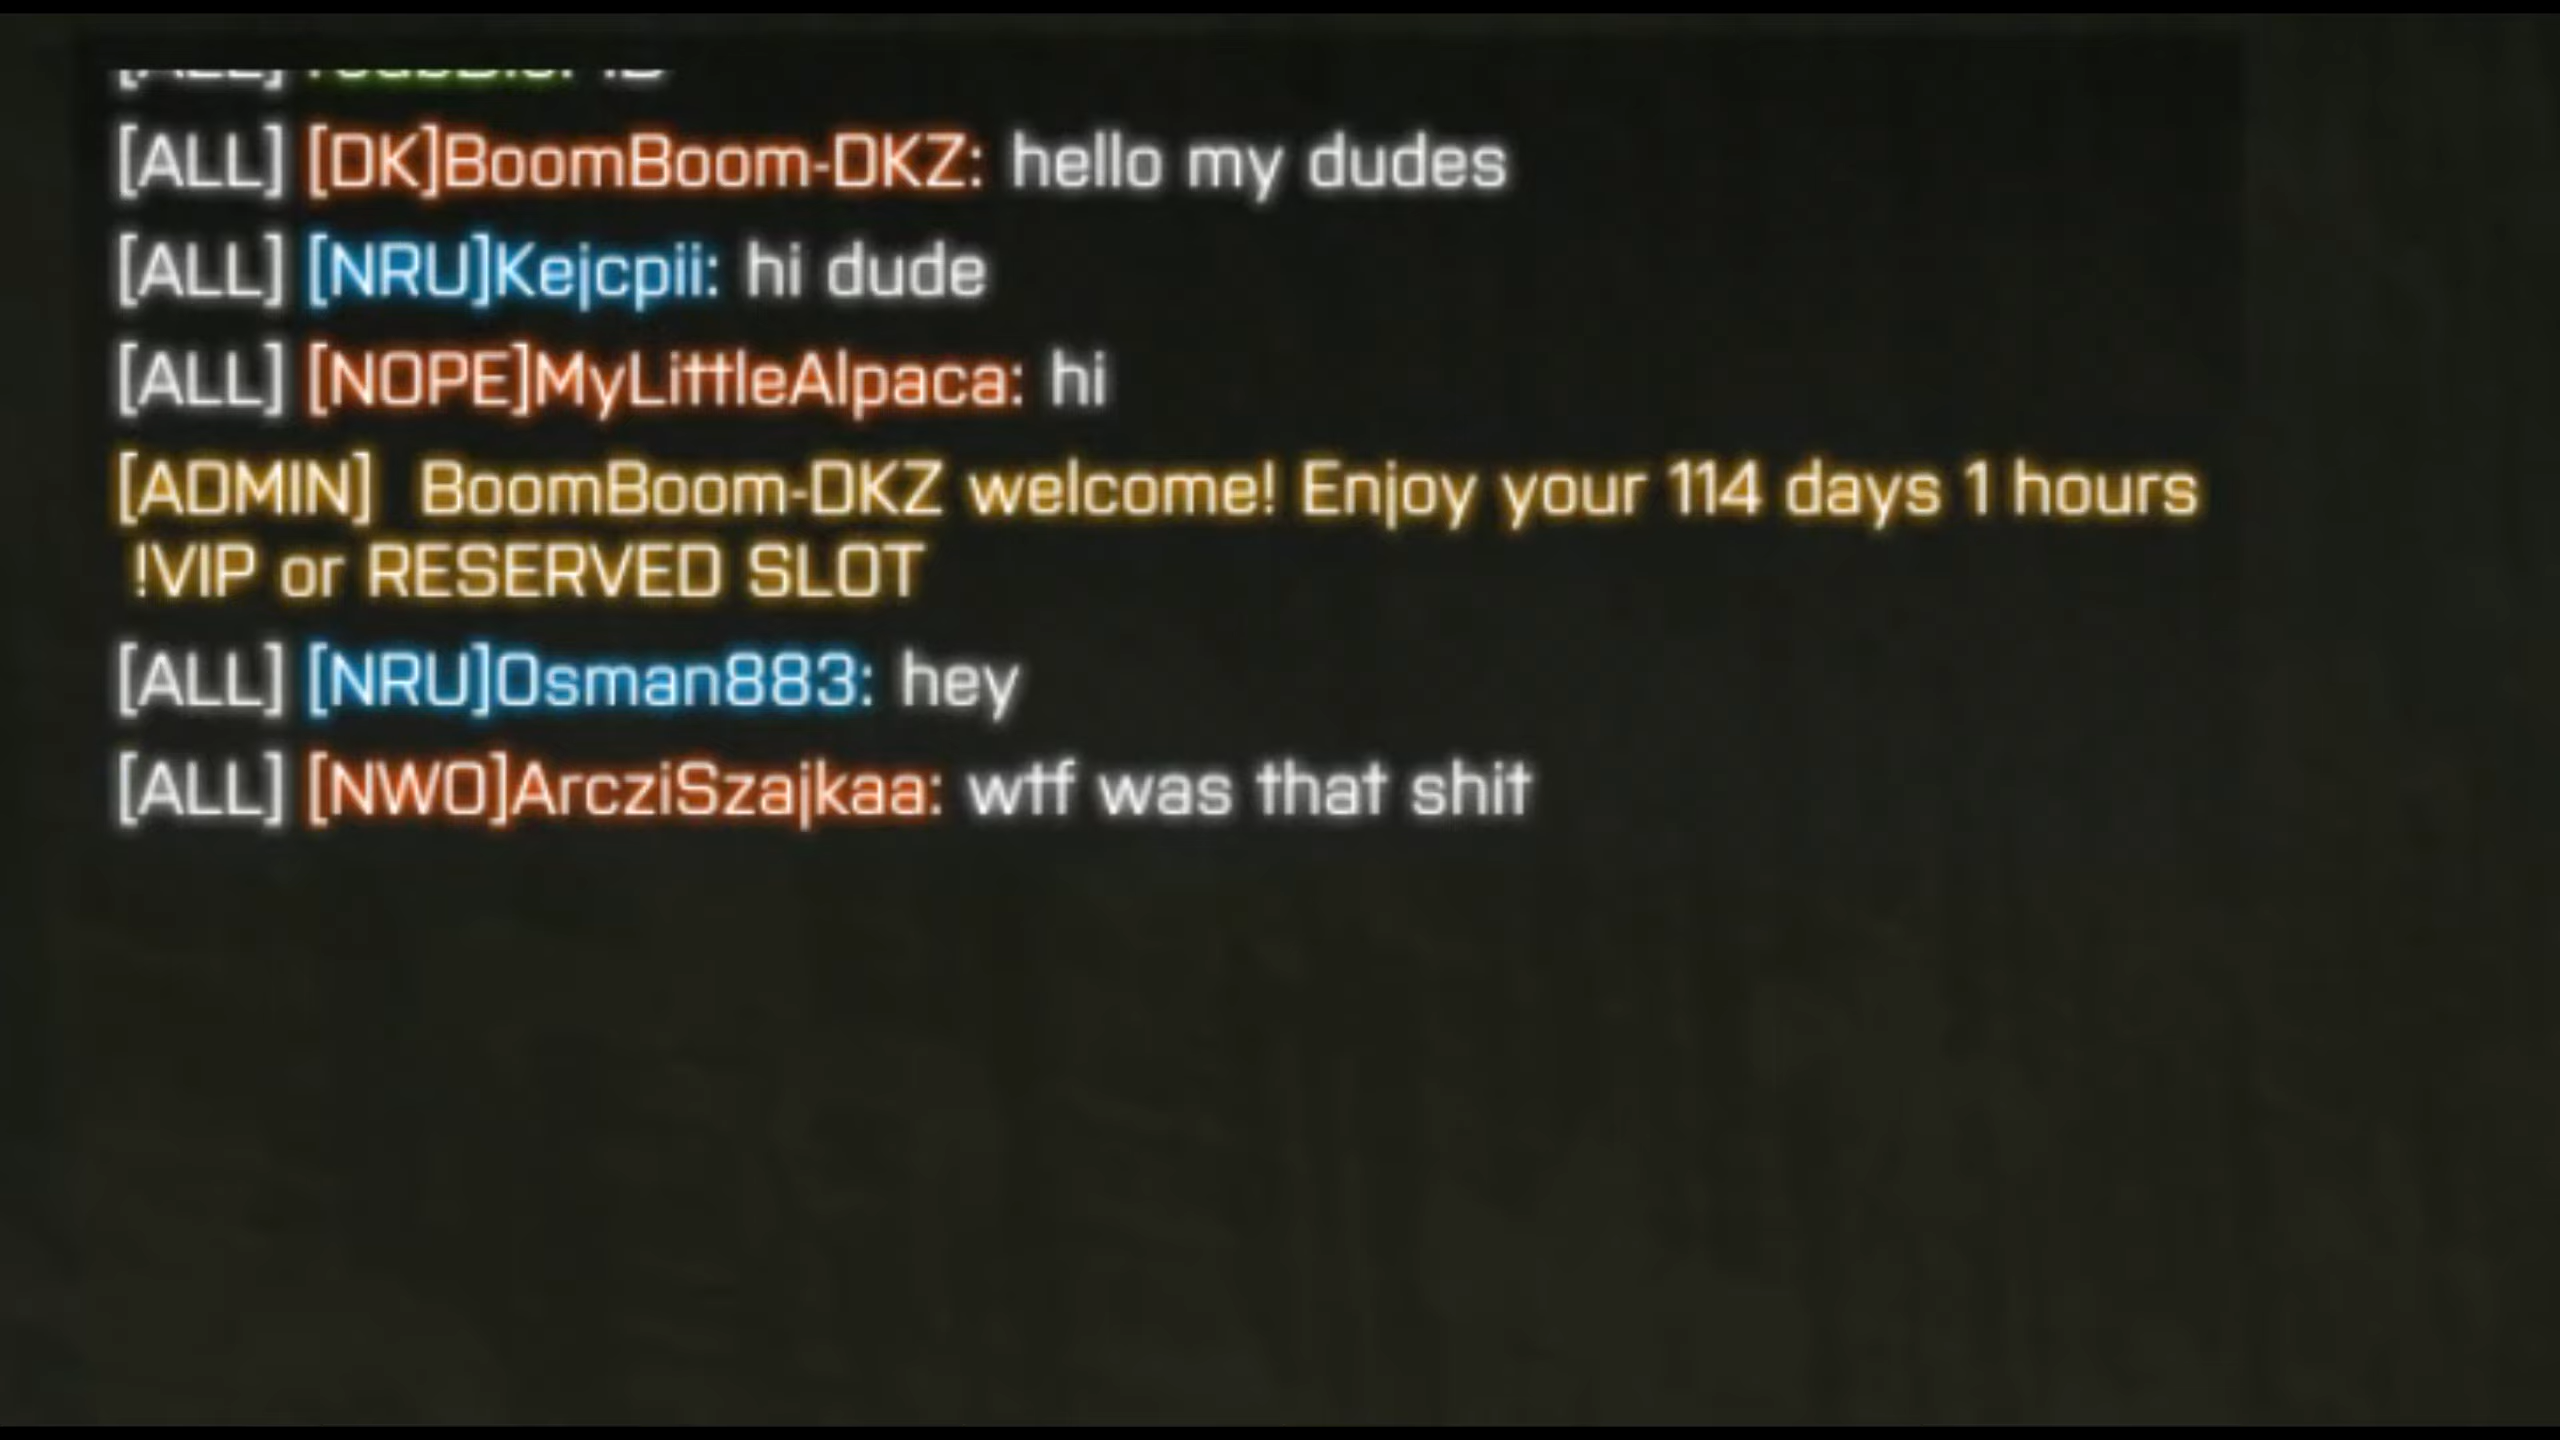 [ALL]
[ALL] [DK]BoomBoom-DKZ: hello my dudes
[ALL] [NRU]Kejcpii: hi dude
[ALL] [NOPE]MyLittleAlpaca: hi
[ADMIN] BoomBoom-DKZ welcome! Enjoy your 114 days 1 hours
!VIP or RESERVED SLOT
[ALL] [NRU]Osman883: hey
[ALL] [NWO]ArcziSzajkaa: wtf was that shit